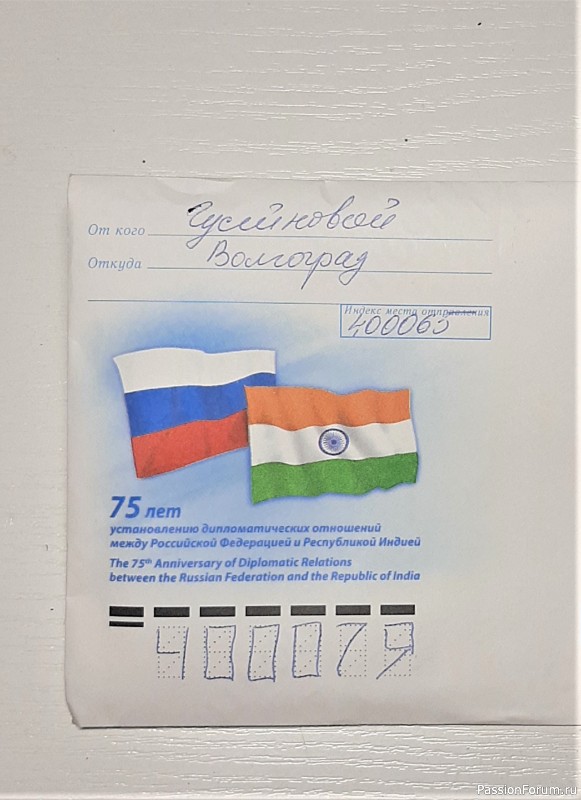 От кого Гусейновой
Откуда Волгоград
Индекс места отправления
400065
75 лет
установлению дипломатических отношений
между Российской Федерацией и Республикой Индией
The 75th Anniversary of Diplomatic Relations
between the Russian Federation and the Republic of India
400079
PassionForum.ru